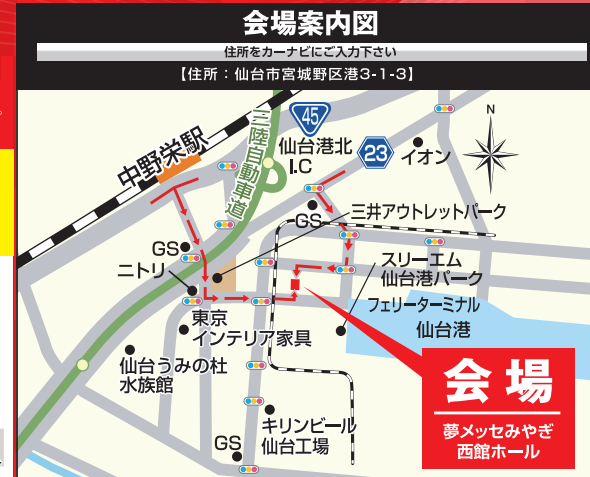 会場案内図
住所をカーナビにご入力下さい
【住所：仙台市宮城野区港3-1-3】
45
仙台港北
I.C
23
イオン
N
中野栄駅
三陸自動車道
GS
三井アウトレットパーク
GS
ニトリ
スリーエム
仙台港パーク
フェリーターミナル
仙台港
東京
インテリア家具
仙台うみの杜
水族館
会場
夢メッセみやぎ
西館ホール
キリンビール
仙台工場
GS